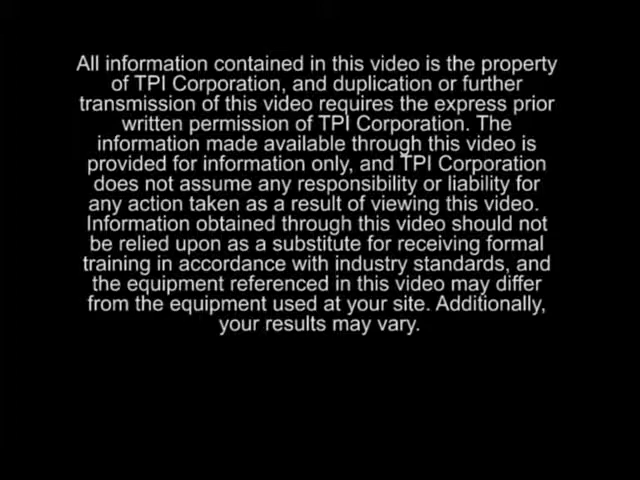 All information contained in this video is the property
of TPI Corporation, and duplication or further
transmission of this video requires the express prior
written permission of TPI Corporation. The
information made available through this video is
provided for information only, and TPI Corporation
does not assume any responsibility or liability for
any action taken as a result of viewing this video.
Information obtained through this video should not
be relied upon as a substitute for receiving formal
training in accordance with industry standards, and
the equipment referenced in this video may differ
from the equipment used at your site. Additionally,
your results may vary.